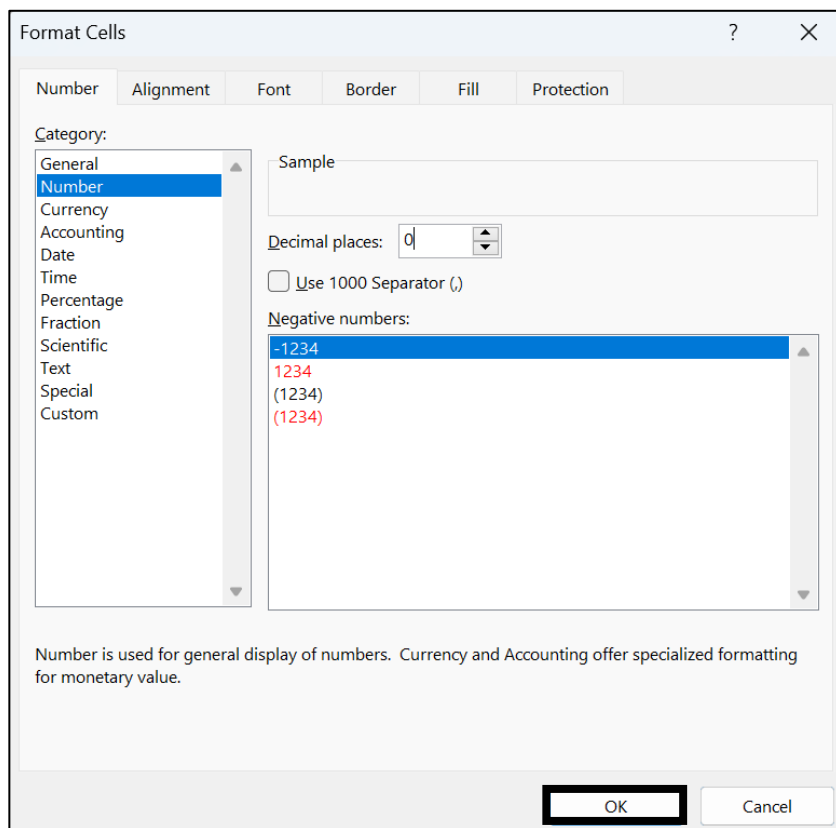 Format Cells ? X
Number Alignment Font Border Fill Protection
Category:
General
Number
Currency
Accounting
Date
Time
Percentage
Fraction
Scientific
Text
Special
Custom
Sample
Decimal places: 0
Use 1000 Separator (,)
Negative numbers:
-1234
1234
(1234)
(1234)
Number is used for general display of numbers. Currency and Accounting offer specialized formatting
for monetary value.
OK Cancel